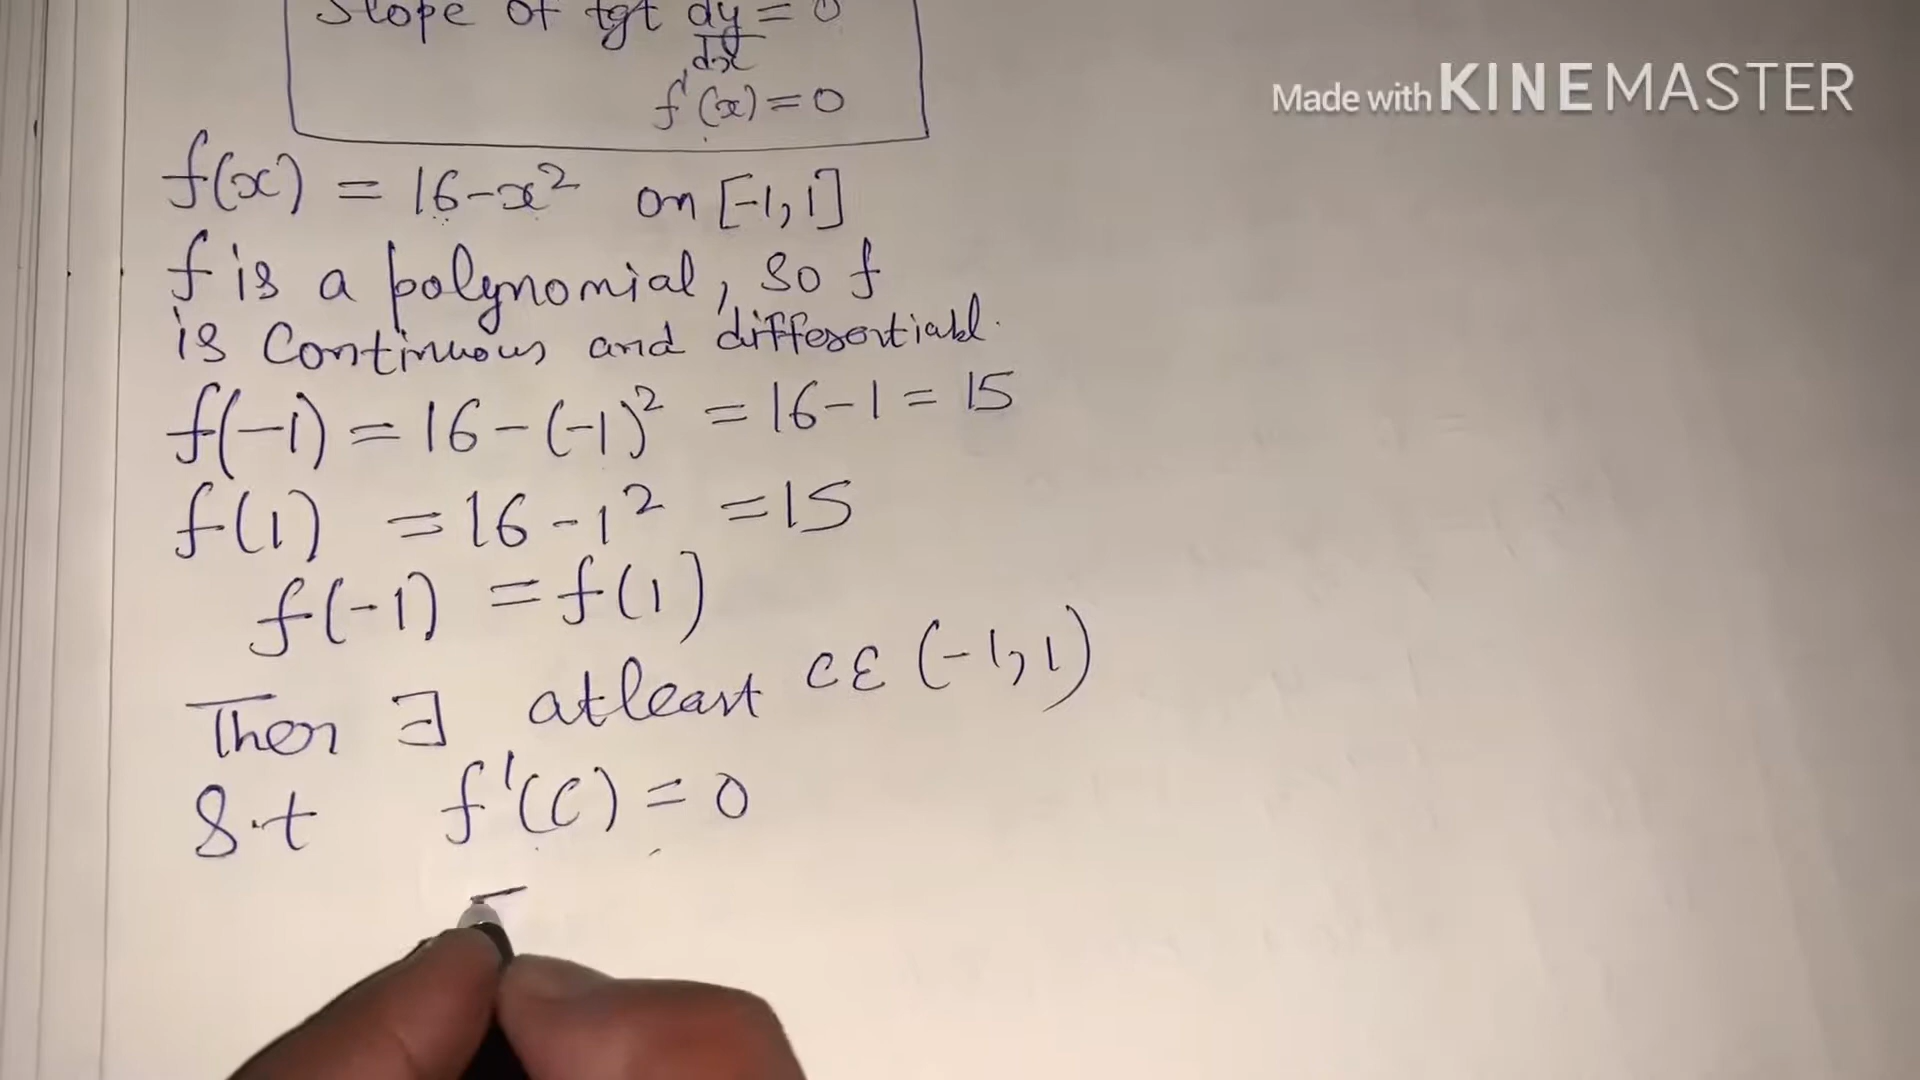 Slope of tgt dy/dx = 0
f'(x) = 0
Made with KINEMASTER
f(x) = 16-x² on [-1, 1]
f is a polynomial, so f
is continuous and differentiabl.
f(-1) = 16 - (-1)² = 16 - 1 = 15
f(1) = 16 - 1² = 15
f(-1) = f(1)
Then ∃ atleast c ∈ (-1, 1)
s.t f'(c) = 0